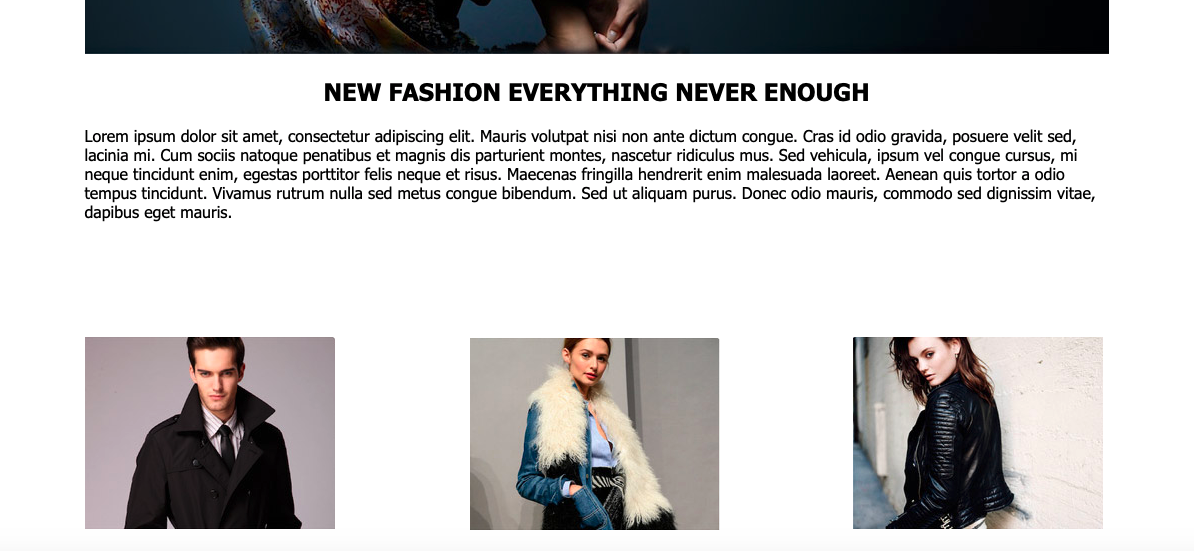 NEW FASHION EVERYTHING NEVER ENOUGH
Lorem ipsum dolor sit amet, consectetur adipiscing elit. Mauris volutpat nisi non ante dictum congue. Cras id odio gravida, posuere velit sed,
lacinia mi. Cum sociis natoque penatibus et magnis dis parturient montes, nascetur ridiculus mus. Sed vehicula, ipsum vel congue cursus, mi
neque tincidunt enim, egestas porttitor felis neque et risus. Maecenas fringilla hendrerit enim malesuada laoreet. Aenean quis tortor a odio
tempus tincidunt. Vivamus rutrum nulla sed metus congue bibendum. Sed ut aliquam purus. Donec odio mauris, commodo sed dignissim vitae,
dapibus eget mauris.